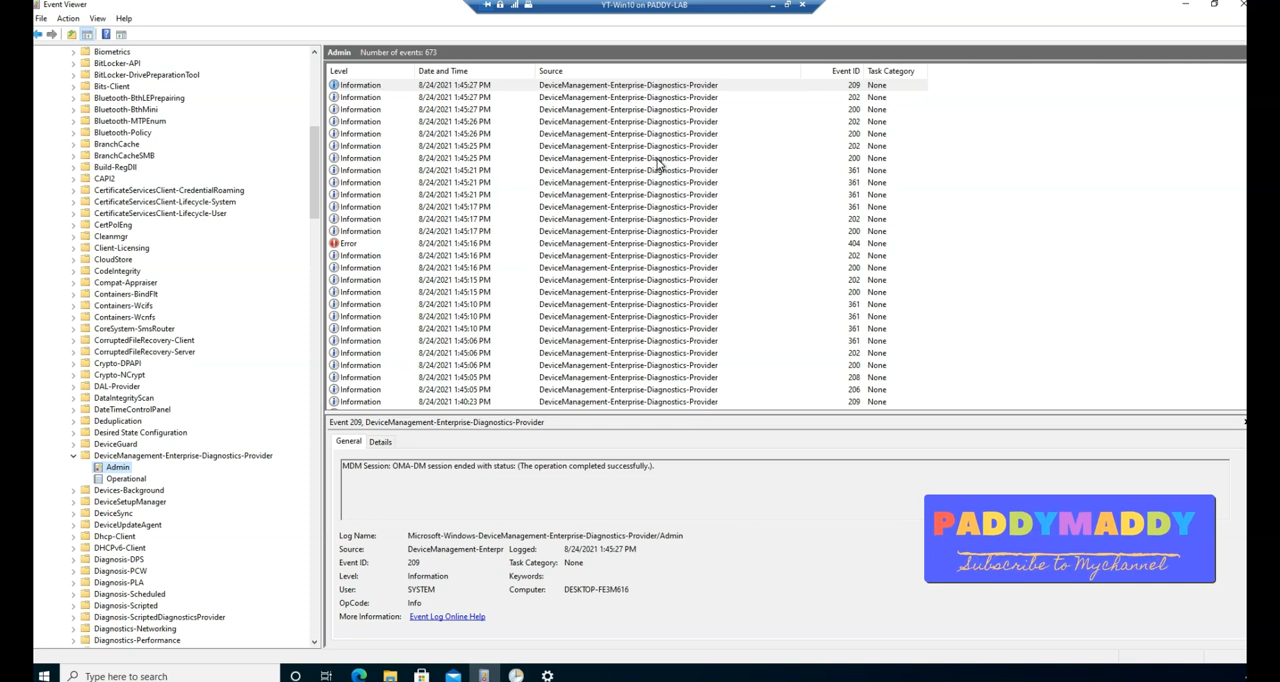 Event Viewer
YT-Win10 on PADDY-LAB
File Action View Help
Biometrics
BitLocker-API
BitLocker-DrivePreparationTool
Bits-Client
Bluetooth-BthLEPrepairing
Bluetooth-BthMini
Bluetooth-MTPEnum
Bluetooth-Policy
BranchCache
BranchCacheSMB
Build-RegDll
CAPI2
CertificateServicesClient-CredentialRoaming
CertificateServicesClient-Lifecycle-System
CertificateServicesClient-Lifecycle-User
CertPolEng
Cleanmgr
Client-Licensing
CloudStore
CodeIntegrity
Compat-Appraiser
Containers-BindFlt
Containers-Wcifs
Containers-Wcnfs
CoreSystem-SmsRouter
CorruptedFileRecovery-Client
CorruptedFileRecovery-Server
Crypto-DPAPI
Crypto-NCrypt
DAL-Provider
DataIntegrityScan
DateTimeControlPanel
Deduplication
Desired State Configuration
DeviceGuard
DeviceManagement-Enterprise-Diagnostics-Provider
Admin
Operational
Devices-Background
DeviceSetupManager
DeviceSync
DeviceUpdateAgent
Dhcp-Client
DHCPv6-Client
Diagnosis-DPS
Diagnosis-PCW
Diagnosis-PLA
Diagnosis-Scheduled
Diagnosis-Scripted
Diagnosis-ScriptedDiagnosticsProvider
Diagnostics-Networking
Diagnostics-Performance
Admin Number of events: 673
Level Date and Time Source Event ID Task Category
Information 8/24/2021 1:45:27 PM DeviceManagement-Enterprise-Diagnostics-Provider 209 None
Information 8/24/2021 1:45:27 PM DeviceManagement-Enterprise-Diagnostics-Provider 202 None
Information 8/24/2021 1:45:27 PM DeviceManagement-Enterprise-Diagnostics-Provider 200 None
Information 8/24/2021 1:45:26 PM DeviceManagement-Enterprise-Diagnostics-Provider 202 None
Information 8/24/2021 1:45:26 PM DeviceManagement-Enterprise-Diagnostics-Provider 200 None
Information 8/24/2021 1:45:25 PM DeviceManagement-Enterprise-Diagnostics-Provider 202 None
Information 8/24/2021 1:45:25 PM DeviceManagement-Enterprise-Diagnostics-Provider 200 None
Information 8/24/2021 1:45:21 PM DeviceManagement-Enterprise-Diagnostics-Provider 361 None
Information 8/24/2021 1:45:21 PM DeviceManagement-Enterprise-Diagnostics-Provider 361 None
Information 8/24/2021 1:45:21 PM DeviceManagement-Enterprise-Diagnostics-Provider 361 None
Information 8/24/2021 1:45:17 PM DeviceManagement-Enterprise-Diagnostics-Provider 361 None
Information 8/24/2021 1:45:17 PM DeviceManagement-Enterprise-Diagnostics-Provider 202 None
Information 8/24/2021 1:45:17 PM DeviceManagement-Enterprise-Diagnostics-Provider 200 None
Error 8/24/2021 1:45:16 PM DeviceManagement-Enterprise-Diagnostics-Provider 404 None
Information 8/24/2021 1:45:16 PM DeviceManagement-Enterprise-Diagnostics-Provider 202 None
Information 8/24/2021 1:45:16 PM DeviceManagement-Enterprise-Diagnostics-Provider 200 None
Information 8/24/2021 1:45:15 PM DeviceManagement-Enterprise-Diagnostics-Provider 202 None
Information 8/24/2021 1:45:15 PM DeviceManagement-Enterprise-Diagnostics-Provider 200 None
Information 8/24/2021 1:45:10 PM DeviceManagement-Enterprise-Diagnostics-Provider 361 None
Information 8/24/2021 1:45:10 PM DeviceManagement-Enterprise-Diagnostics-Provider 361 None
Information 8/24/2021 1:45:10 PM DeviceManagement-Enterprise-Diagnostics-Provider 361 None
Information 8/24/2021 1:45:06 PM DeviceManagement-Enterprise-Diagnostics-Provider 361 None
Information 8/24/2021 1:45:06 PM DeviceManagement-Enterprise-Diagnostics-Provider 202 None
Information 8/24/2021 1:45:06 PM DeviceManagement-Enterprise-Diagnostics-Provider 200 None
Information 8/24/2021 1:45:05 PM DeviceManagement-Enterprise-Diagnostics-Provider 208 None
Information 8/24/2021 1:45:05 PM DeviceManagement-Enterprise-Diagnostics-Provider 206 None
Information 8/24/2021 1:40:23 PM DeviceManagement-Enterprise-Diagnostics-Provider 209 None
Event 209, DeviceManagement-Enterprise-Diagnostics-Provider
General Details
MDM Session: OMA-DM session ended with status: (The operation completed successfully.).
Log Name: Microsoft-Windows-DeviceManagement-Enterprise-Diagnostics-Provider/Admin
Source: DeviceManagement-Enterpr Logged: 8/24/2021 1:45:27 PM
Event ID: 209 Task Category: None
Level: Information Keywords:
User: SYSTEM Computer: DESKTOP-FE3M616
OpCode: Info
More Information: Event Log Online Help
PADDYMADDY
Subscribe to Mychannel
Type here to search